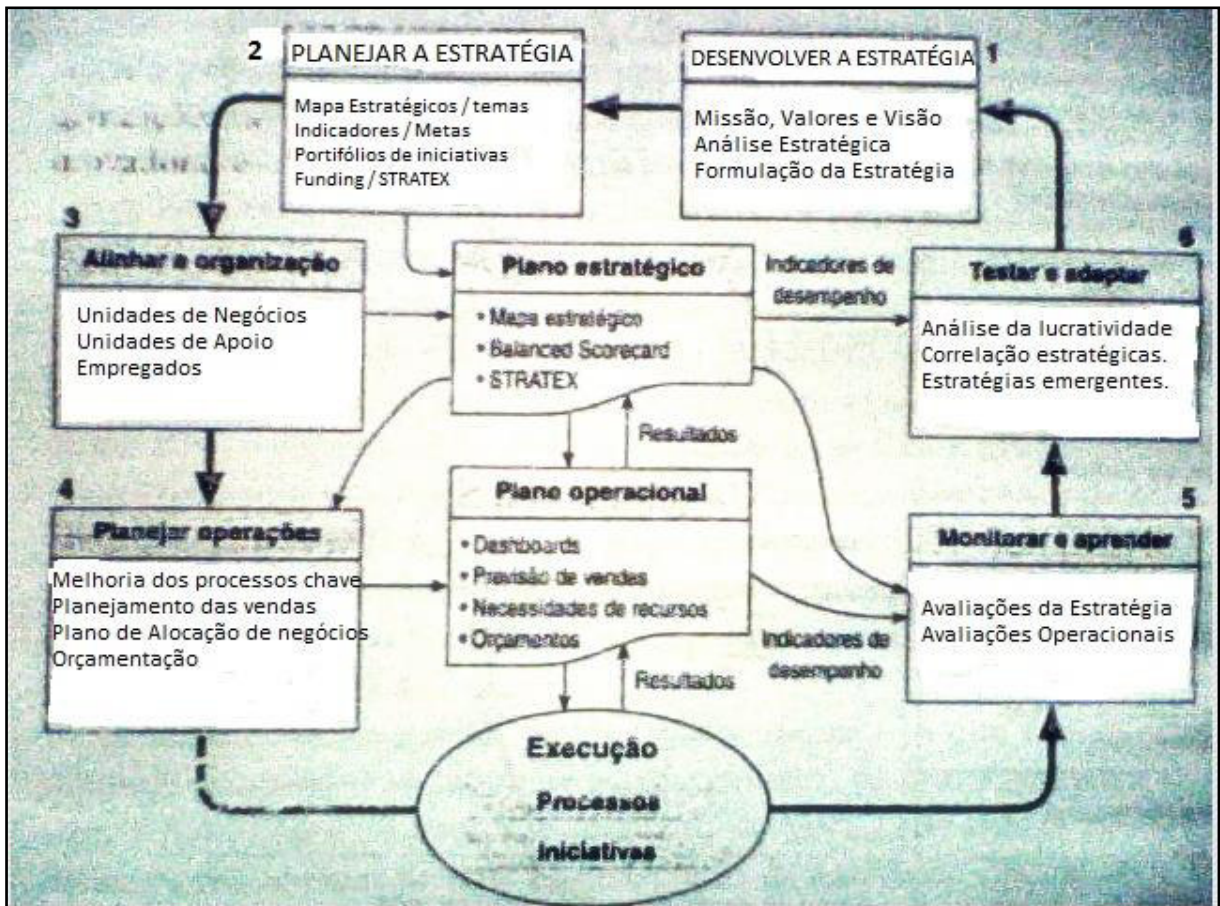 2
PLANEJAR A ESTRATÉGIA
Mapa Estratégicos / temas
Indicadores / Metas
Portifólios de iniciativas
Funding / STRATEX
DESENVOLVER A ESTRATÉGIA
1
Missão, Valores e Visão
Análise Estratégica
Formulação da Estratégia
3
Alinhar a organização
Unidades de Negócios
Unidades de Apoio
Empregados
Plano estratégico
• Mapa estratégico
• Balanced Scorecard
• STRATEX
Indicadores de
desempenho
6
Testar e adaptar
Análise da lucratividade
Correlação estratégicas.
Estratégias emergentes.
Resultados
4
Planejar operações
Melhoria dos processos chave
Planejamento das vendas
Plano de Alocação de negócios
Orçamentação
Plano operacional
• Dashboards
• Previsão de vendas
• Necessidades de recursos
• Orçamentos
Indicadores de
desempenho
5
Monitorar e aprender
Avaliações da Estratégia
Avaliações Operacionais
Resultados
Execução
Processos
Iniciativas